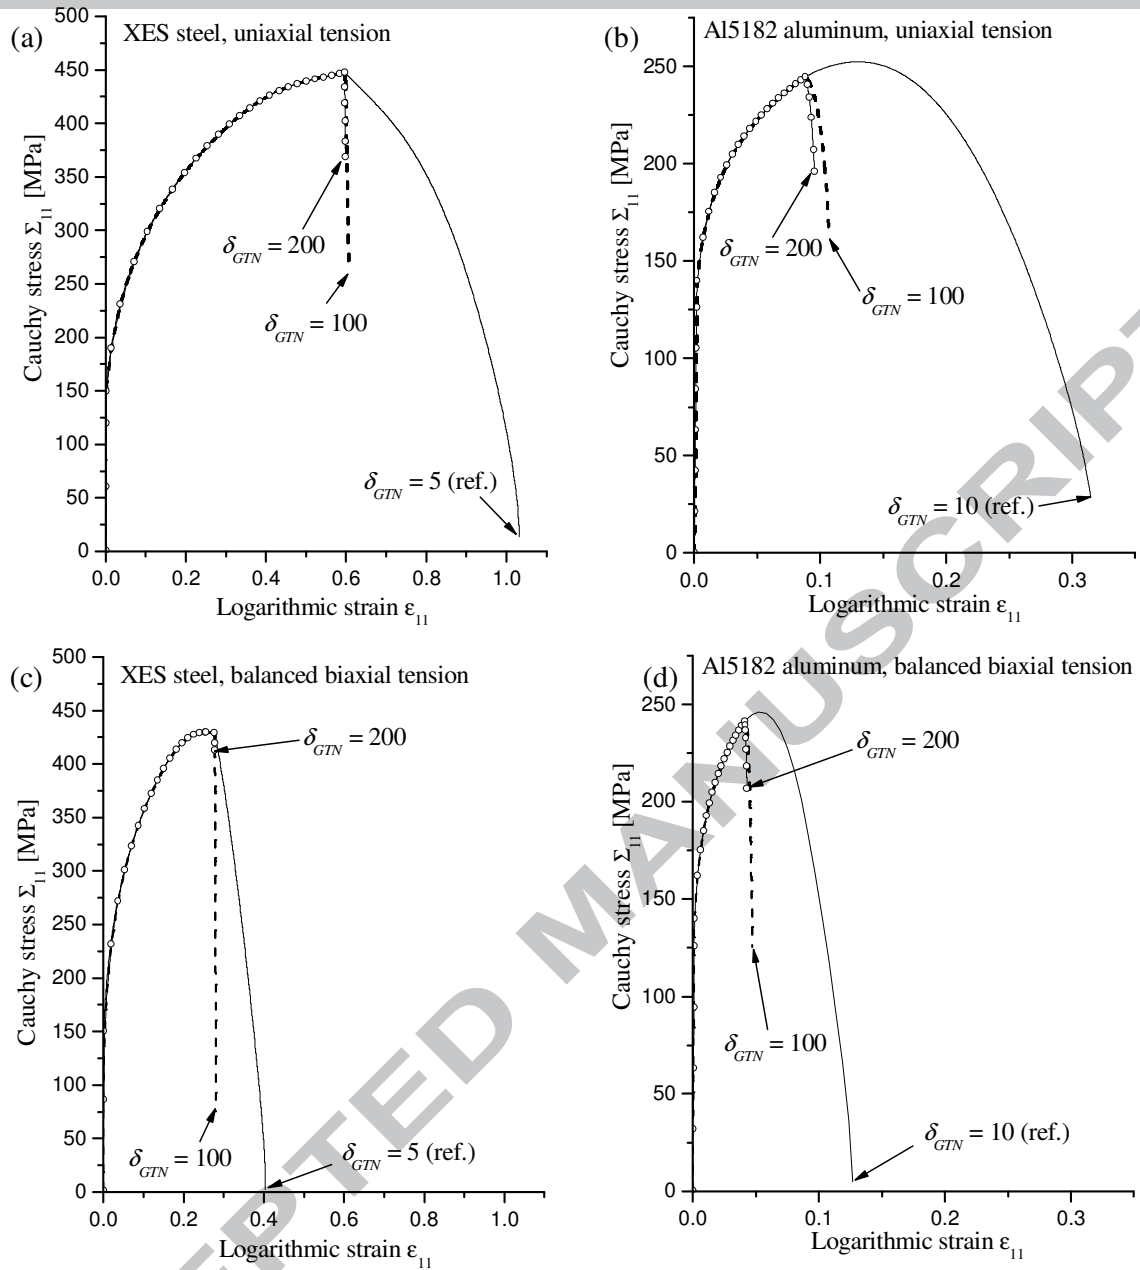 (a) XES steel, uniaxial tension
500
450
400
350
300
250
200
150
100
50
0
Cauchy stress Σ11 [MPa]
δGTN = 200
δGTN = 100
δGTN = 5 (ref.)
0.0 0.2 0.4 0.6 0.8 1.0
Logarithmic strain ε11
(b) Al5182 aluminum, uniaxial tension
250
200
150
100
50
0
Cauchy stress Σ11 [MPa]
δGTN = 200
δGTN = 100
δGTN = 10 (ref.)
0.0 0.1 0.2 0.3
Logarithmic strain ε11
(c) XES steel, balanced biaxial tension
500
450
400
350
300
250
200
150
100
50
0
Cauchy stress Σ11 [MPa]
δGTN = 200
δGTN = 100
δGTN = 5 (ref.)
0.0 0.2 0.4 0.6 0.8 1.0
Logarithmic strain ε11
(d) Al5182 aluminum, balanced biaxial tension
250
200
150
100
50
0
Cauchy stress Σ11 [MPa]
δGTN = 200
δGTN = 100
δGTN = 10 (ref.)
0.0 0.1 0.2 0.3
Logarithmic strain ε11
EPTED MANUSCRIPT